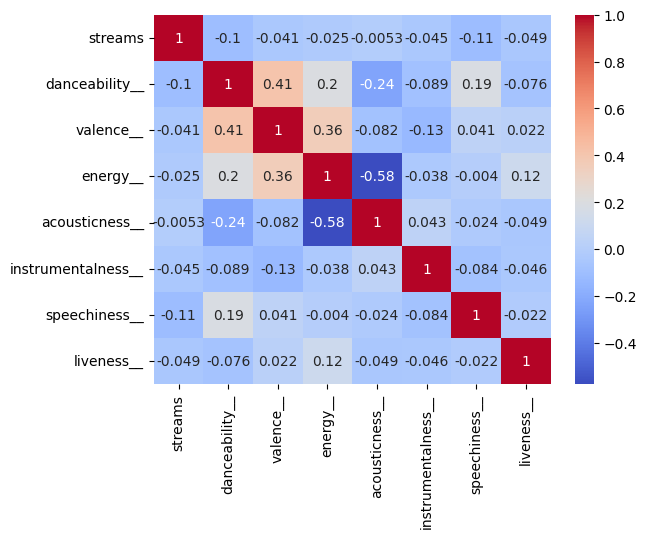 streams 1 -0.1 -0.041 -0.025 -0.0053 -0.045 -0.11 -0.049
danceability__ -0.1 1 0.41 0.2 -0.24 -0.089 0.19 -0.076
valence__ -0.041 0.41 1 0.36 -0.082 -0.13 0.041 0.022
energy__ -0.025 0.2 0.36 1 -0.58 -0.038 -0.004 0.12
acousticness__ -0.0053 -0.24 -0.082 -0.58 1 0.043 -0.024 -0.049
instrumentalness__ -0.045 -0.089 -0.13 -0.038 0.043 1 -0.084 -0.046
speechiness__ -0.11 0.19 0.041 -0.004 -0.024 -0.084 1 -0.022
liveness__ -0.049 -0.076 0.022 0.12 -0.049 -0.046 -0.022 1
streams
danceability__
valence__
energy__
acousticness__
instrumentalness__
speechiness__
liveness__
1.0
0.8
0.6
0.4
0.2
0.0
−0.2
−0.4